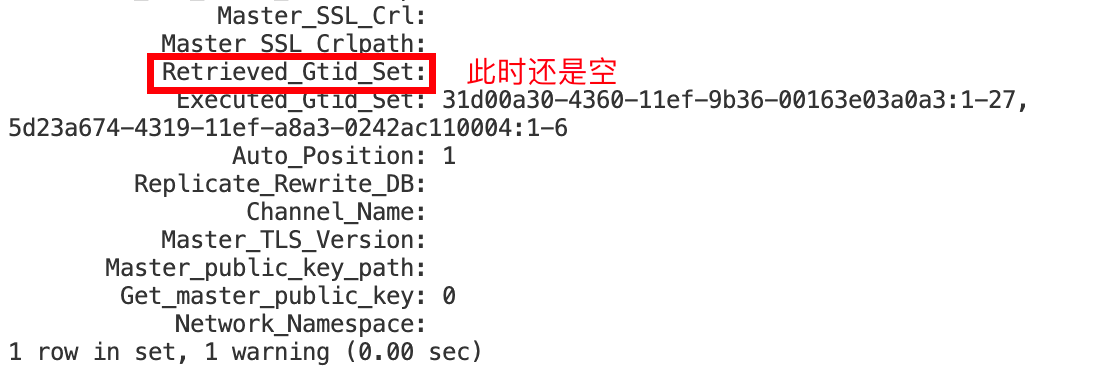 Master_SSL_Crl:
Master_SSL_Crlpath:
Retrieved_Gtid_Set: 此时还是空
Executed_Gtid_Set: 31d00a30-4360-11ef-9b36-00163e03a0a3:1-27,
5d23a674-4319-11ef-a8a3-0242ac110004:1-6
Auto_Position: 1
Replicate_Rewrite_DB:
Channel_Name:
Master_TLS_Version:
Master_public_key_path:
Get_master_public_key: 0
Network_Namespace:
1 row in set, 1 warning (0.00 sec)